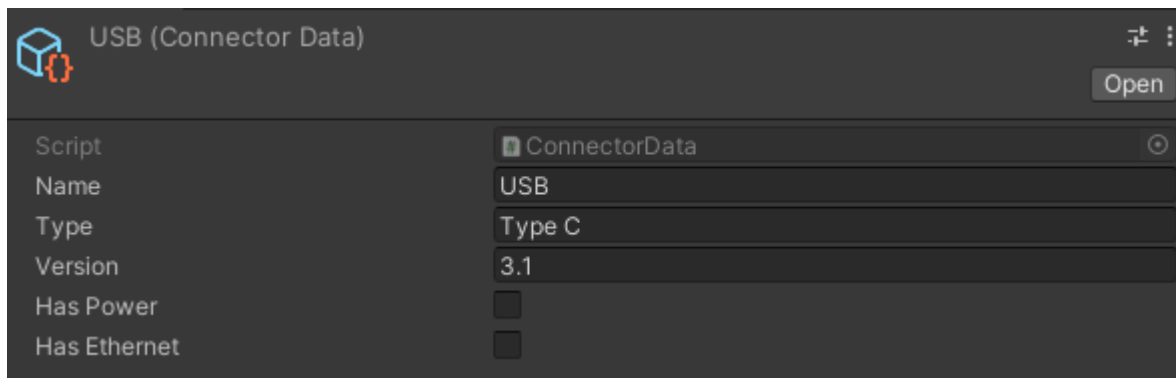 USB (Connector Data)
Open
Script ConnectorData
Name USB
Type Type C
Version 3.1
Has Power
Has Ethernet